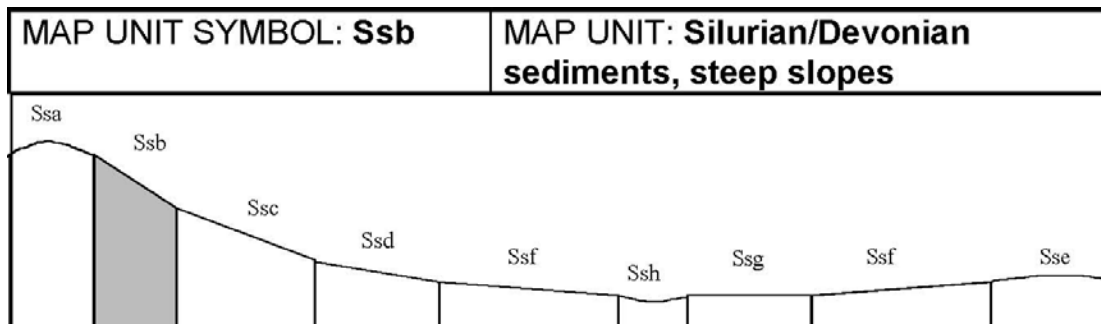 MAP UNIT SYMBOL: Ssb
MAP UNIT: Silurian/Devonian
sediments, steep slopes
Ssa
Ssb
Ssc
Ssd
Ssf
Ssh
Ssg
Ssf
Sse